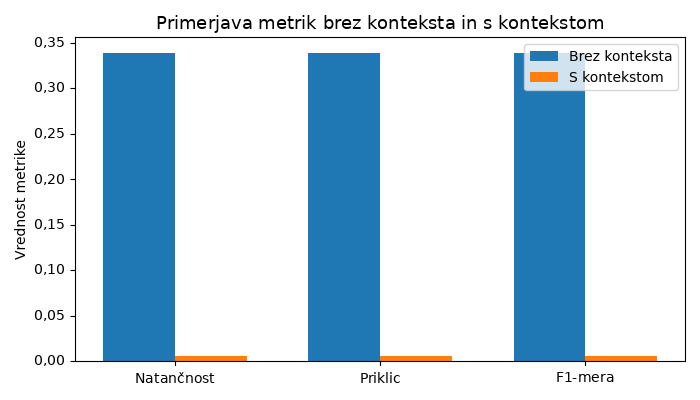 Primerjava metrik brez konteksta in s kontekstom
Brez konteksta
S kontekstom
Vrednost metrike
0,35
0,30
0,25
0,20
0,15
0,10
0,05
0,00
Natančnost
Priklic
F1-mera